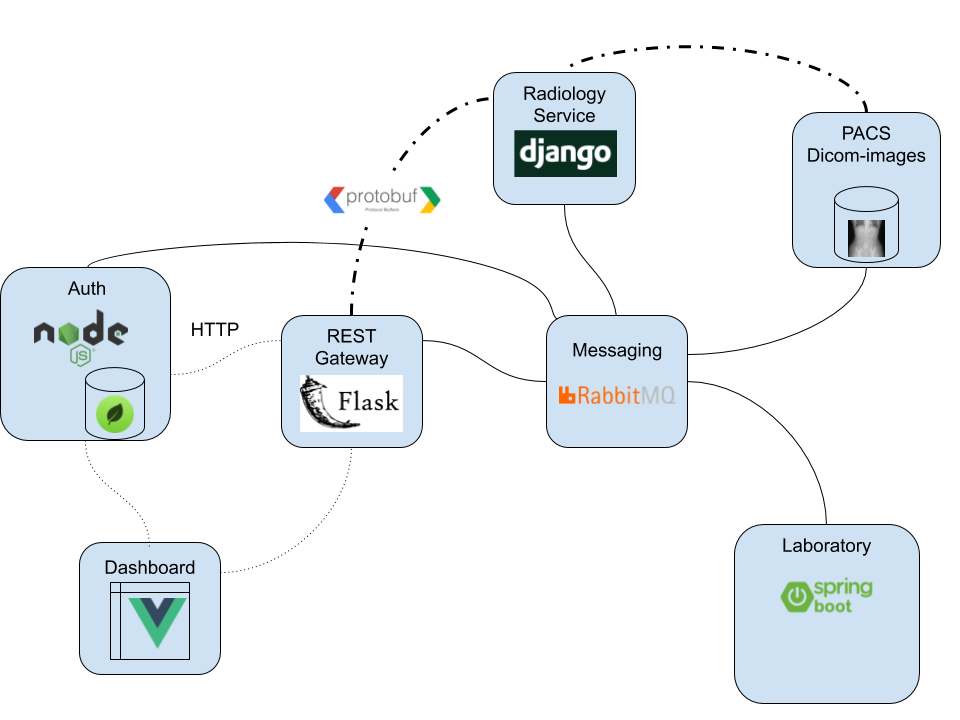 Radiology
Service
django
PACS
Dicom-images
protobuf
Protocol Buffers
Auth
node
JS
HTTP
REST
Gateway
Flask
Messaging
RabbitMQ
Dashboard
Laboratory
spring
boot